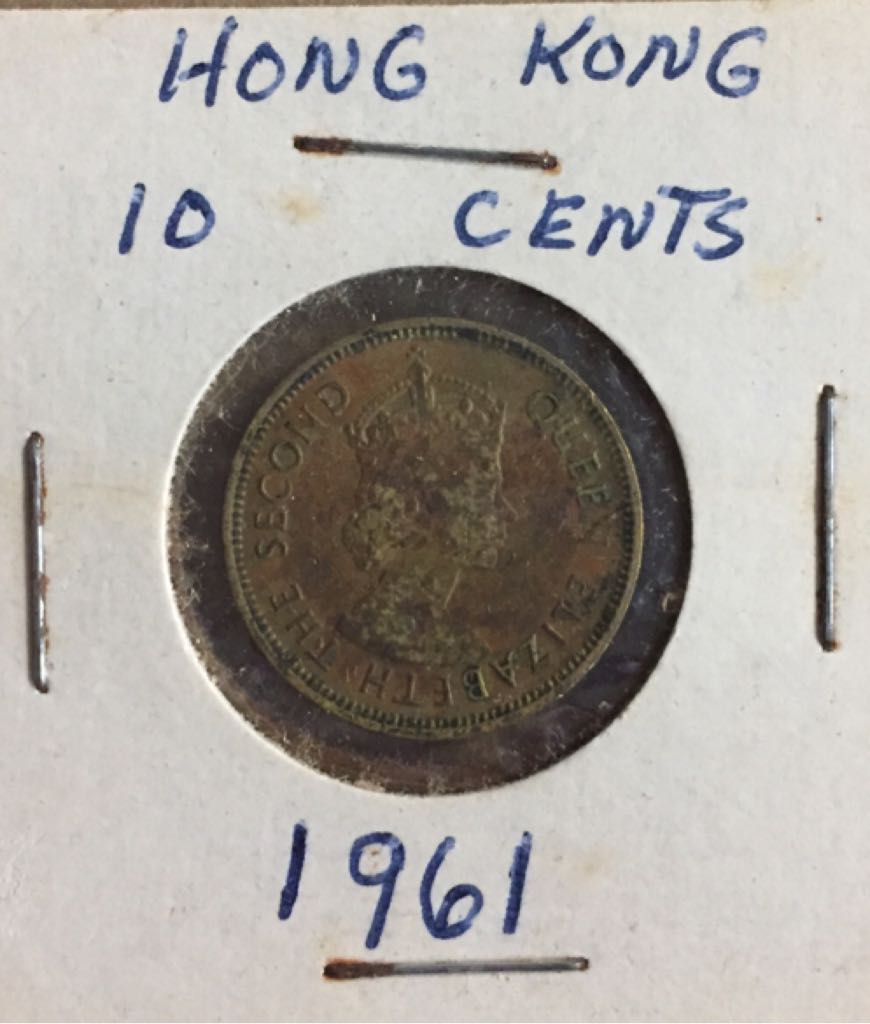 HONG KONG
10 CENTS
QUEEN ELIZABETH THE SECOND
1961